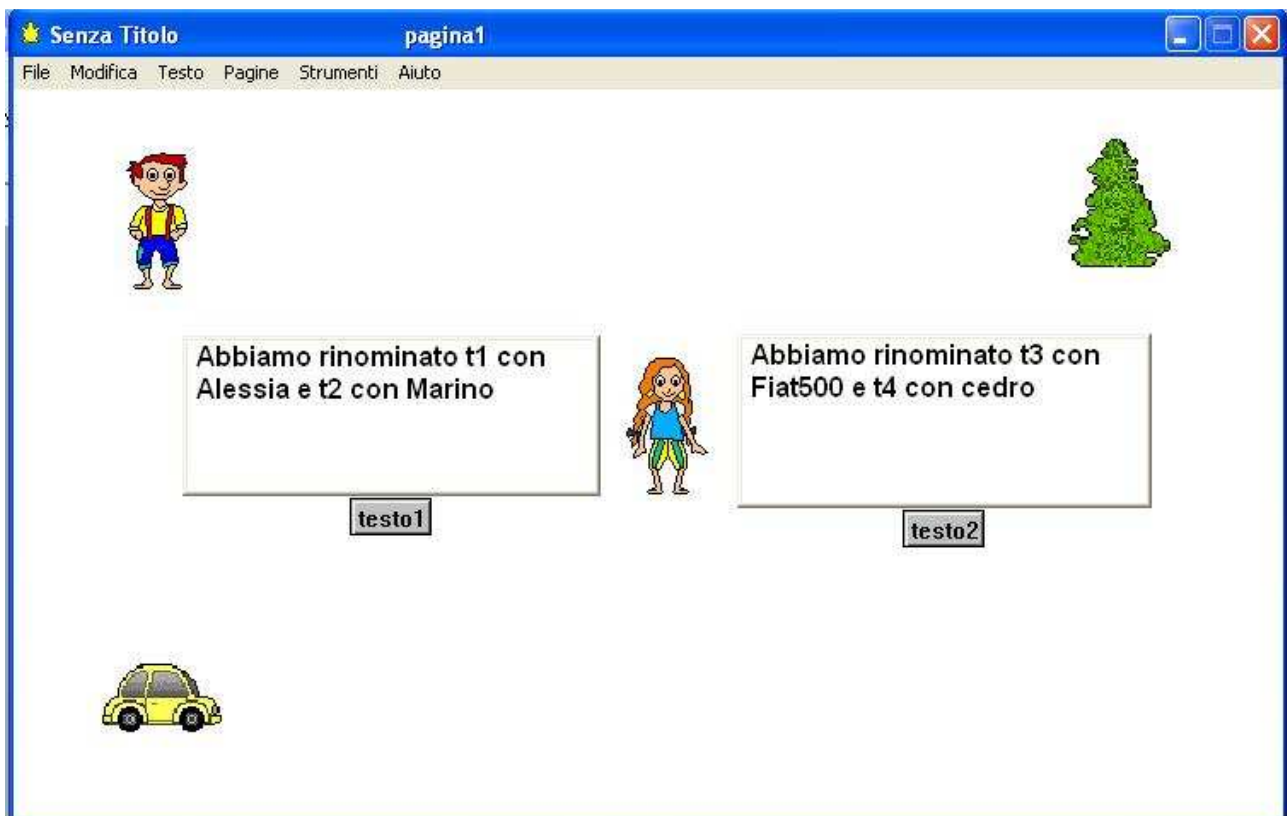 Senza Titolo pagina1
File Modifica Testo Pagine Strumenti Aiuto
Abbiamo rinominato t1 con
Alessia e t2 con Marino
testo1
Abbiamo rinominato t3 con
Fiat500 e t4 con cedro
testo2